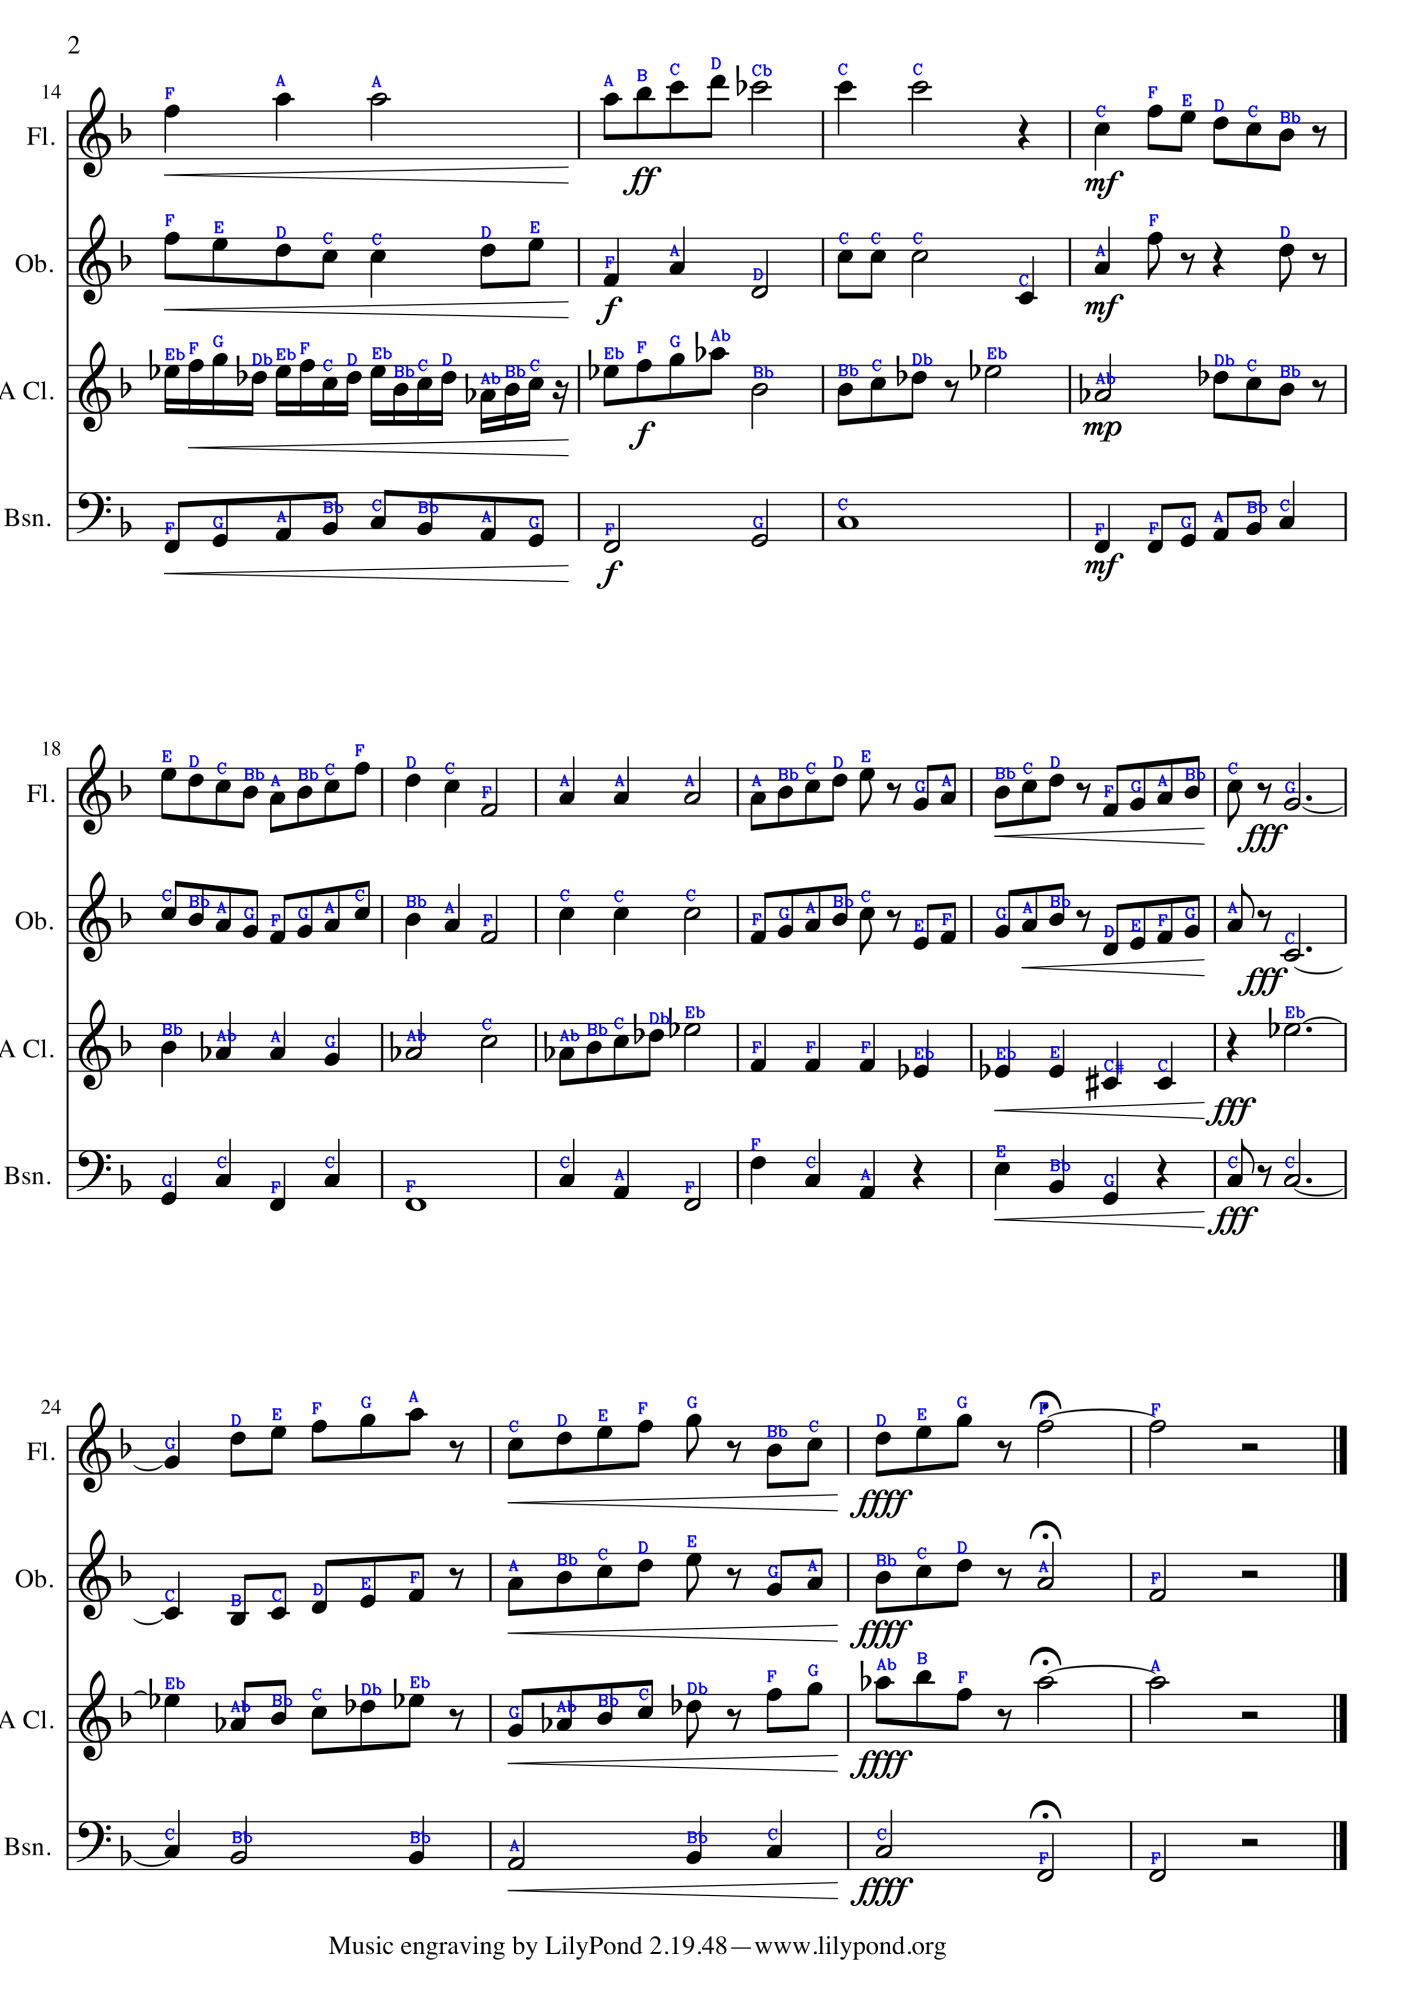 2
14
F A A A B C D Cb C C C F E D C Bb
Fl.
ff mf
F E D C C D E F A D C C C C A F D
Ob.
f mf
Eb F G Db Eb F C D Eb Bb C D Ab Bb C Eb F G Ab Bb Bb C Db Eb Ab Db C Bb
A Cl.
f mp
F G A Bb C Bb A G F G C F F G A Bb C
Bsn.
f mf
18
E D C Bb A Bb C F D C F A A A A Bb C D E G A Bb C D F G A Bb C G
Fl.
fff
C Bb A G F G A C Bb A F C C C F G A Bb C E F G A Bb D E F G A C
Ob.
fff
Bb Ab A G Ab C Ab Bb C Db Eb F F F Eb Eb E C# C Eb
A Cl.
fff
G C F C F C A F F C A E Bb G C C
Bsn.
fff
24
G D E F G A C D E F G Bb C D E G F F
Fl.
ffff
C B C D E F A Bb C D E G A Bb C D A F
Ob.
ffff
Eb Ab Bb C Db Eb G Ab Bb C Db F G Ab B F A
A Cl.
ffff
C Bb Bb A Bb C C F F
Bsn.
ffff
Music engraving by LilyPond 2.19.48—www.lilypond.org